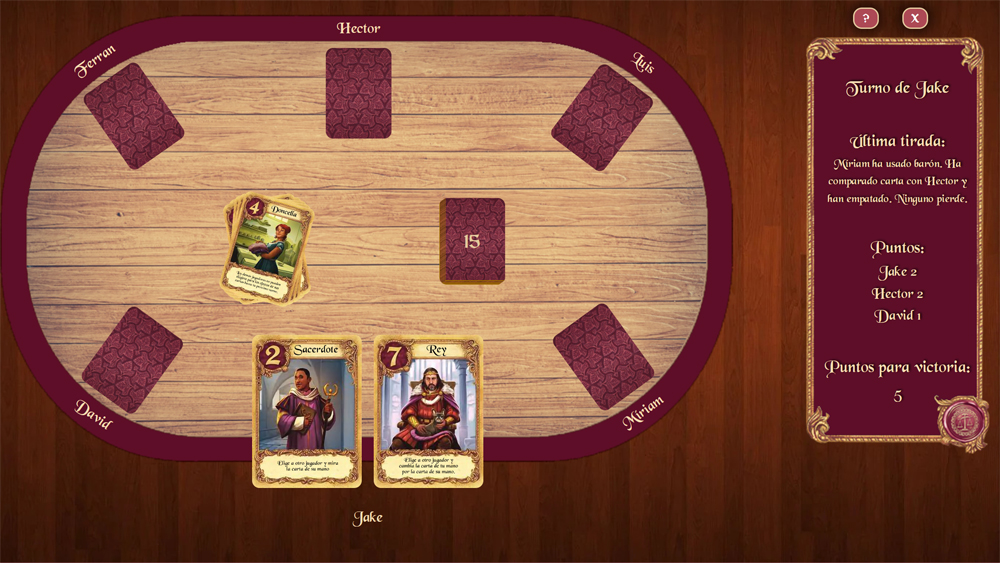 Hector
Ferran
Luis
?
X
Turno de Jake
Última tirada:
Miriam ha usado barón. Ha
comparado carta con Hector y
han empatado. Ninguno pierde.
Puntos:
Jake 2
Hector 2
David 1
Puntos para victoria:
5
4
Doncella
15
David
Miriam
2
Sacerdote
Elige a otro jugador y mira
la carta de su mano
7
Rey
Elige a otro jugador y
cambia la carta de tu mano
por la carta de su mano.
Jake